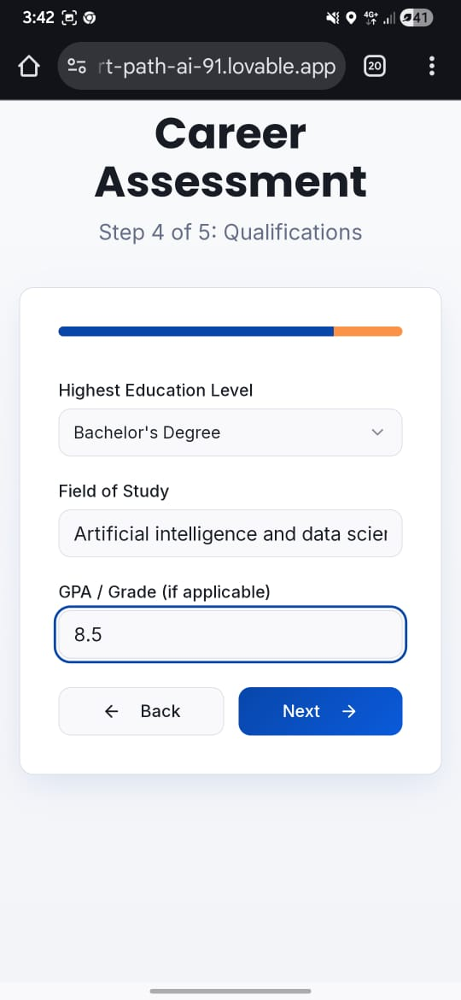 3:42
4G+
41
rt-path-ai-91.lovable.app
20
Career
Assessment
Step 4 of 5: Qualifications
Highest Education Level
Bachelor's Degree
Field of Study
Artificial intelligence and data scier
GPA / Grade (if applicable)
8.5
Back
Next